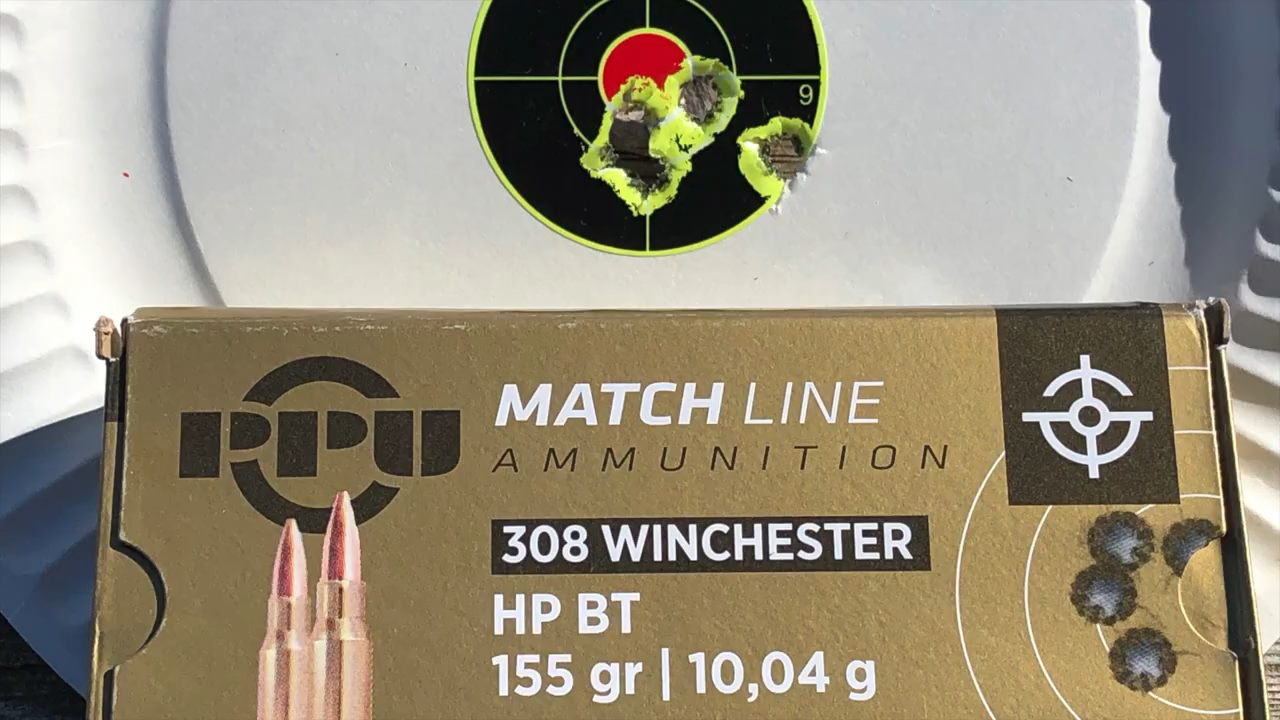 9
PPU
MATCH LINE
AMMUNITION
308 WINCHESTER
HP BT
155 gr | 10,04 g